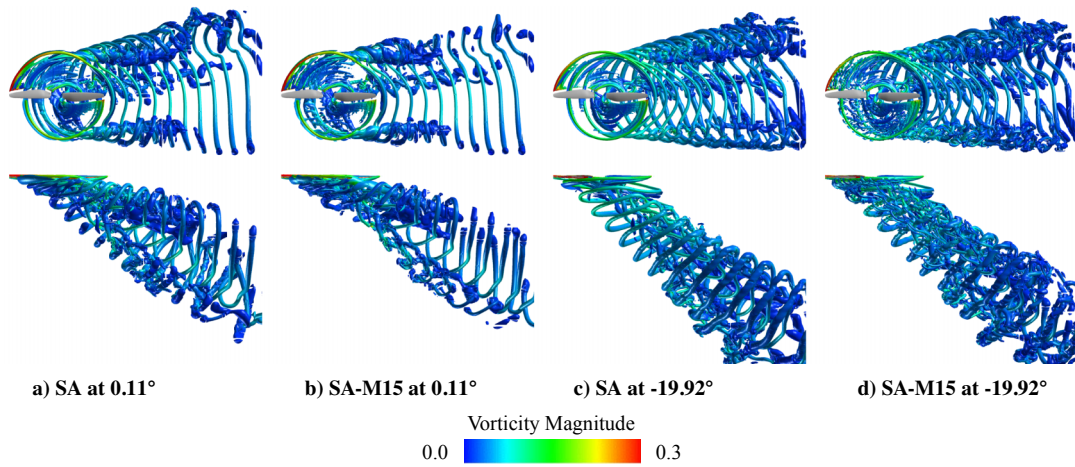 a) SA at 0.11°
b) SA-M15 at 0.11°
c) SA at -19.92°
d) SA-M15 at -19.92°
Vorticity Magnitude
0.0
0.3